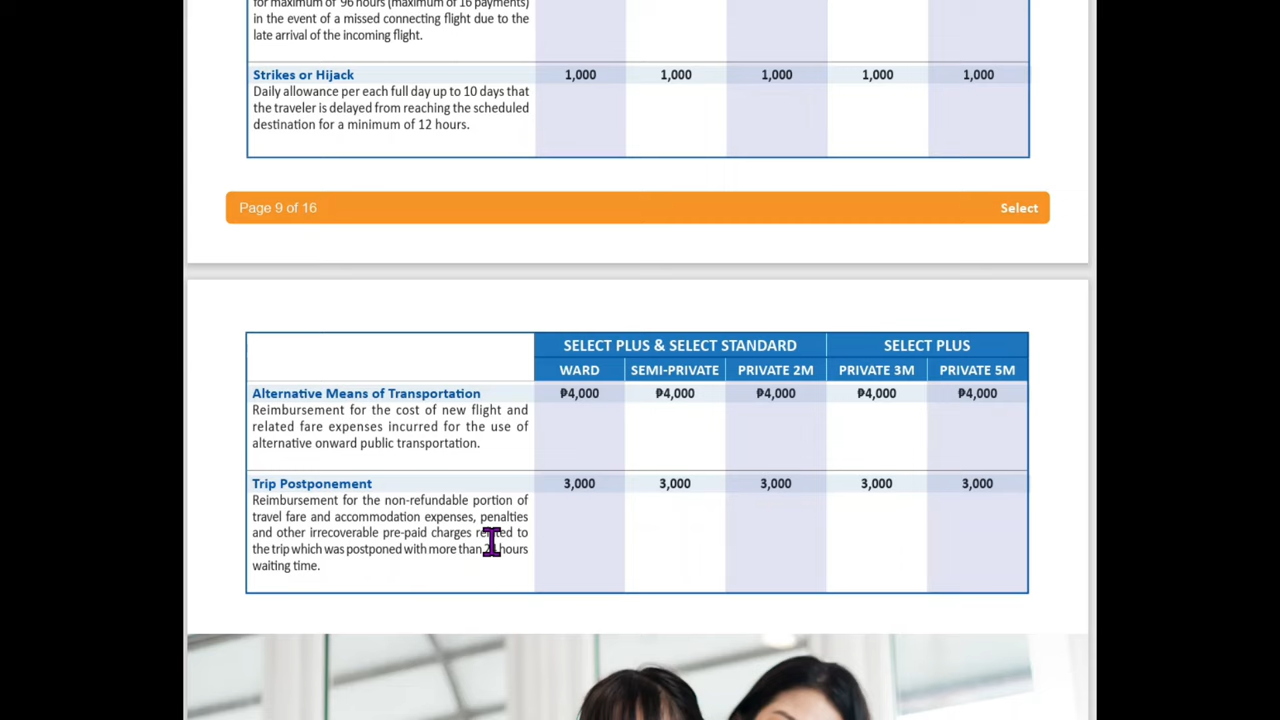 for maximum of 96 hours (maximum of 16 payments)
in the event of a missed connecting flight due to the
late arrival of the incoming flight.
Strikes or Hijack 1,000 1,000 1,000 1,000 1,000
Daily allowance per each full day up to 10 days that
the traveler is delayed from reaching the scheduled
destination for a minimum of 12 hours.
Page 9 of 16 Select
SELECT PLUS & SELECT STANDARD SELECT PLUS
WARD SEMI-PRIVATE PRIVATE 2M PRIVATE 3M PRIVATE 5M
Alternative Means of Transportation ₱4,000 ₱4,000 ₱4,000 ₱4,000 ₱4,000
Reimbursement for the cost of new flight and
related fare expenses incurred for the use of
alternative onward public transportation.
Trip Postponement 3,000 3,000 3,000 3,000 3,000
Reimbursement for the non-refundable portion of
travel fare and accommodation expenses, penalties
and other irrecoverable pre-paid charges related to
the trip which was postponed with more than hours
waiting time.